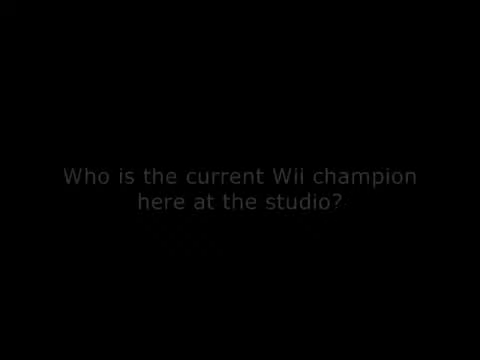 Who is the current Wii champion
here at the studio?